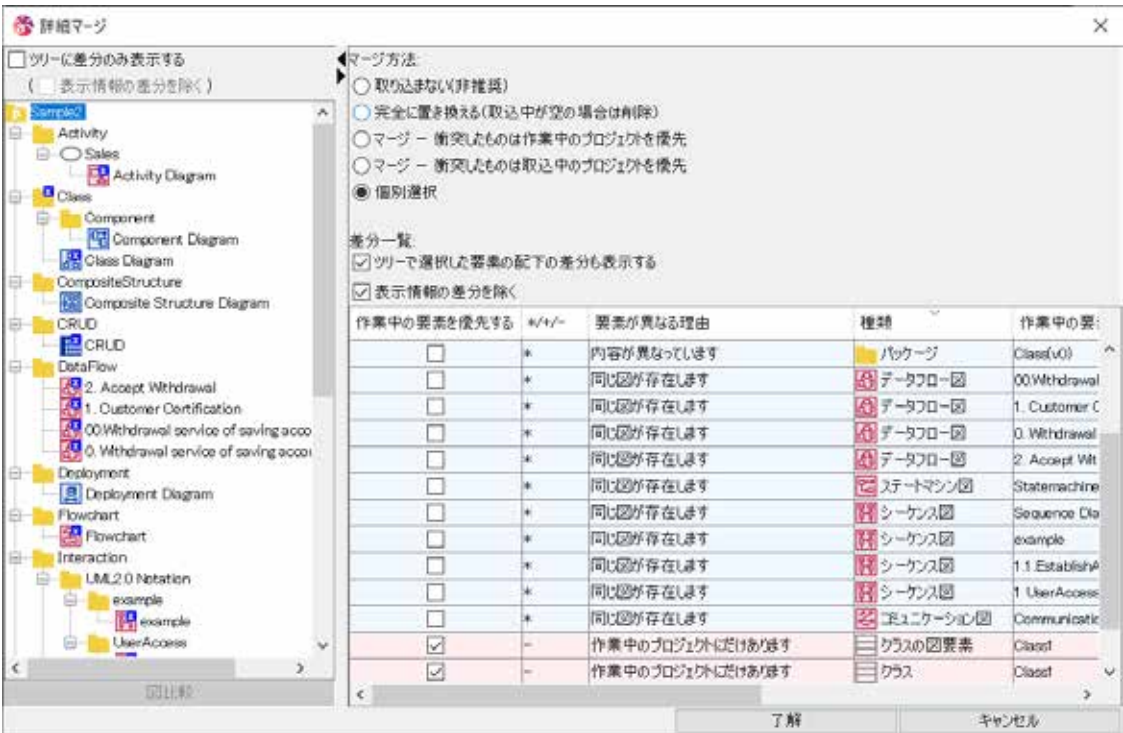 詳細マージ
ツリーに差分のみ表示する
( 表示情報の差分を除く)
Sample2
Activity
Sales
Activity Diagram
Class
Component
Component Diagram
Class Diagram
CompositeStructure
Composite Structure Diagram
CRUD
CRUD
DataFlow
2. Accept Withdrawal
1. Customer Certification
00.Withdrawal service of saving acco
0. Withdrawal service of saving accou
Deployment
Deployment Diagram
Flowchart
Flowchart
Interaction
UML2.0 Notation
example
example
UserAccess
図比較
マージ方法:
取り込まない(非推奨)
完全に置き換える(取込中が空の場合は削除)
マージ － 衝突したものは作業中のプロジェクトを優先
マージ － 衝突したものは取込中のプロジェクトを優先
個別選択
差分一覧:
ツリーで選択した要素の配下の差分も表示する
表示情報の差分を除く
作業中の要素を優先する */+/- 要素が異なる理由 種類 作業中の要
* 内容が異なっています パッケージ Class(v0)
* 同じ図が存在します データフロー図 00.Withdrawal
* 同じ図が存在します データフロー図 1. Customer C
* 同じ図が存在します データフロー図 0. Withdrawal
* 同じ図が存在します データフロー図 2. Accept Wit
* 同じ図が存在します ステートマシン図 Statemachine
* 同じ図が存在します シーケンス図 Sequence Dia
* 同じ図が存在します シーケンス図 example
* 同じ図が存在します シーケンス図 1.1.EstablishA
* 同じ図が存在します シーケンス図 1 UserAccess
* 同じ図が存在します コミュニケーション図 Communicatic
- 作業中のプロジェクトにだけあります クラスの図要素 Class1
- 作業中のプロジェクトにだけあります クラス Class1
了解 キャンセル